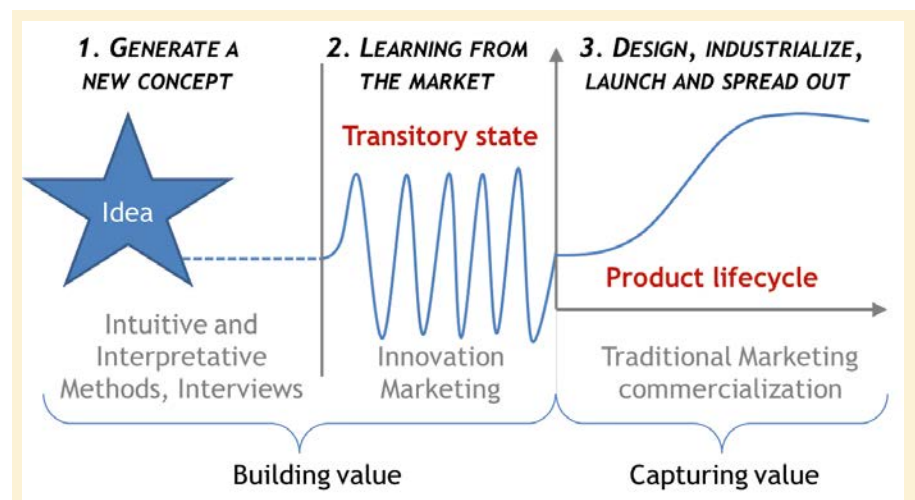 1. GENERATE A
NEW CONCEPT
2. LEARNING FROM
THE MARKET
3. DESIGN, INDUSTRIALIZE,
LAUNCH AND SPREAD OUT
Idea
Transitory state
Product lifecycle
Intuitive and
Interpretative
Methods, Interviews
Innovation
Marketing
Traditional Marketing
commercialization
Building value
Capturing value